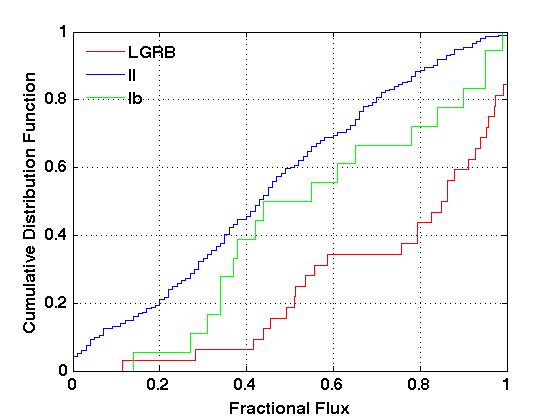 1
0.8
0.6
0.4
0.2
0
Cumulative Distribution Function
LGRB
II
Ib
0 0.2 0.4 0.6 0.8 1
Fractional Flux